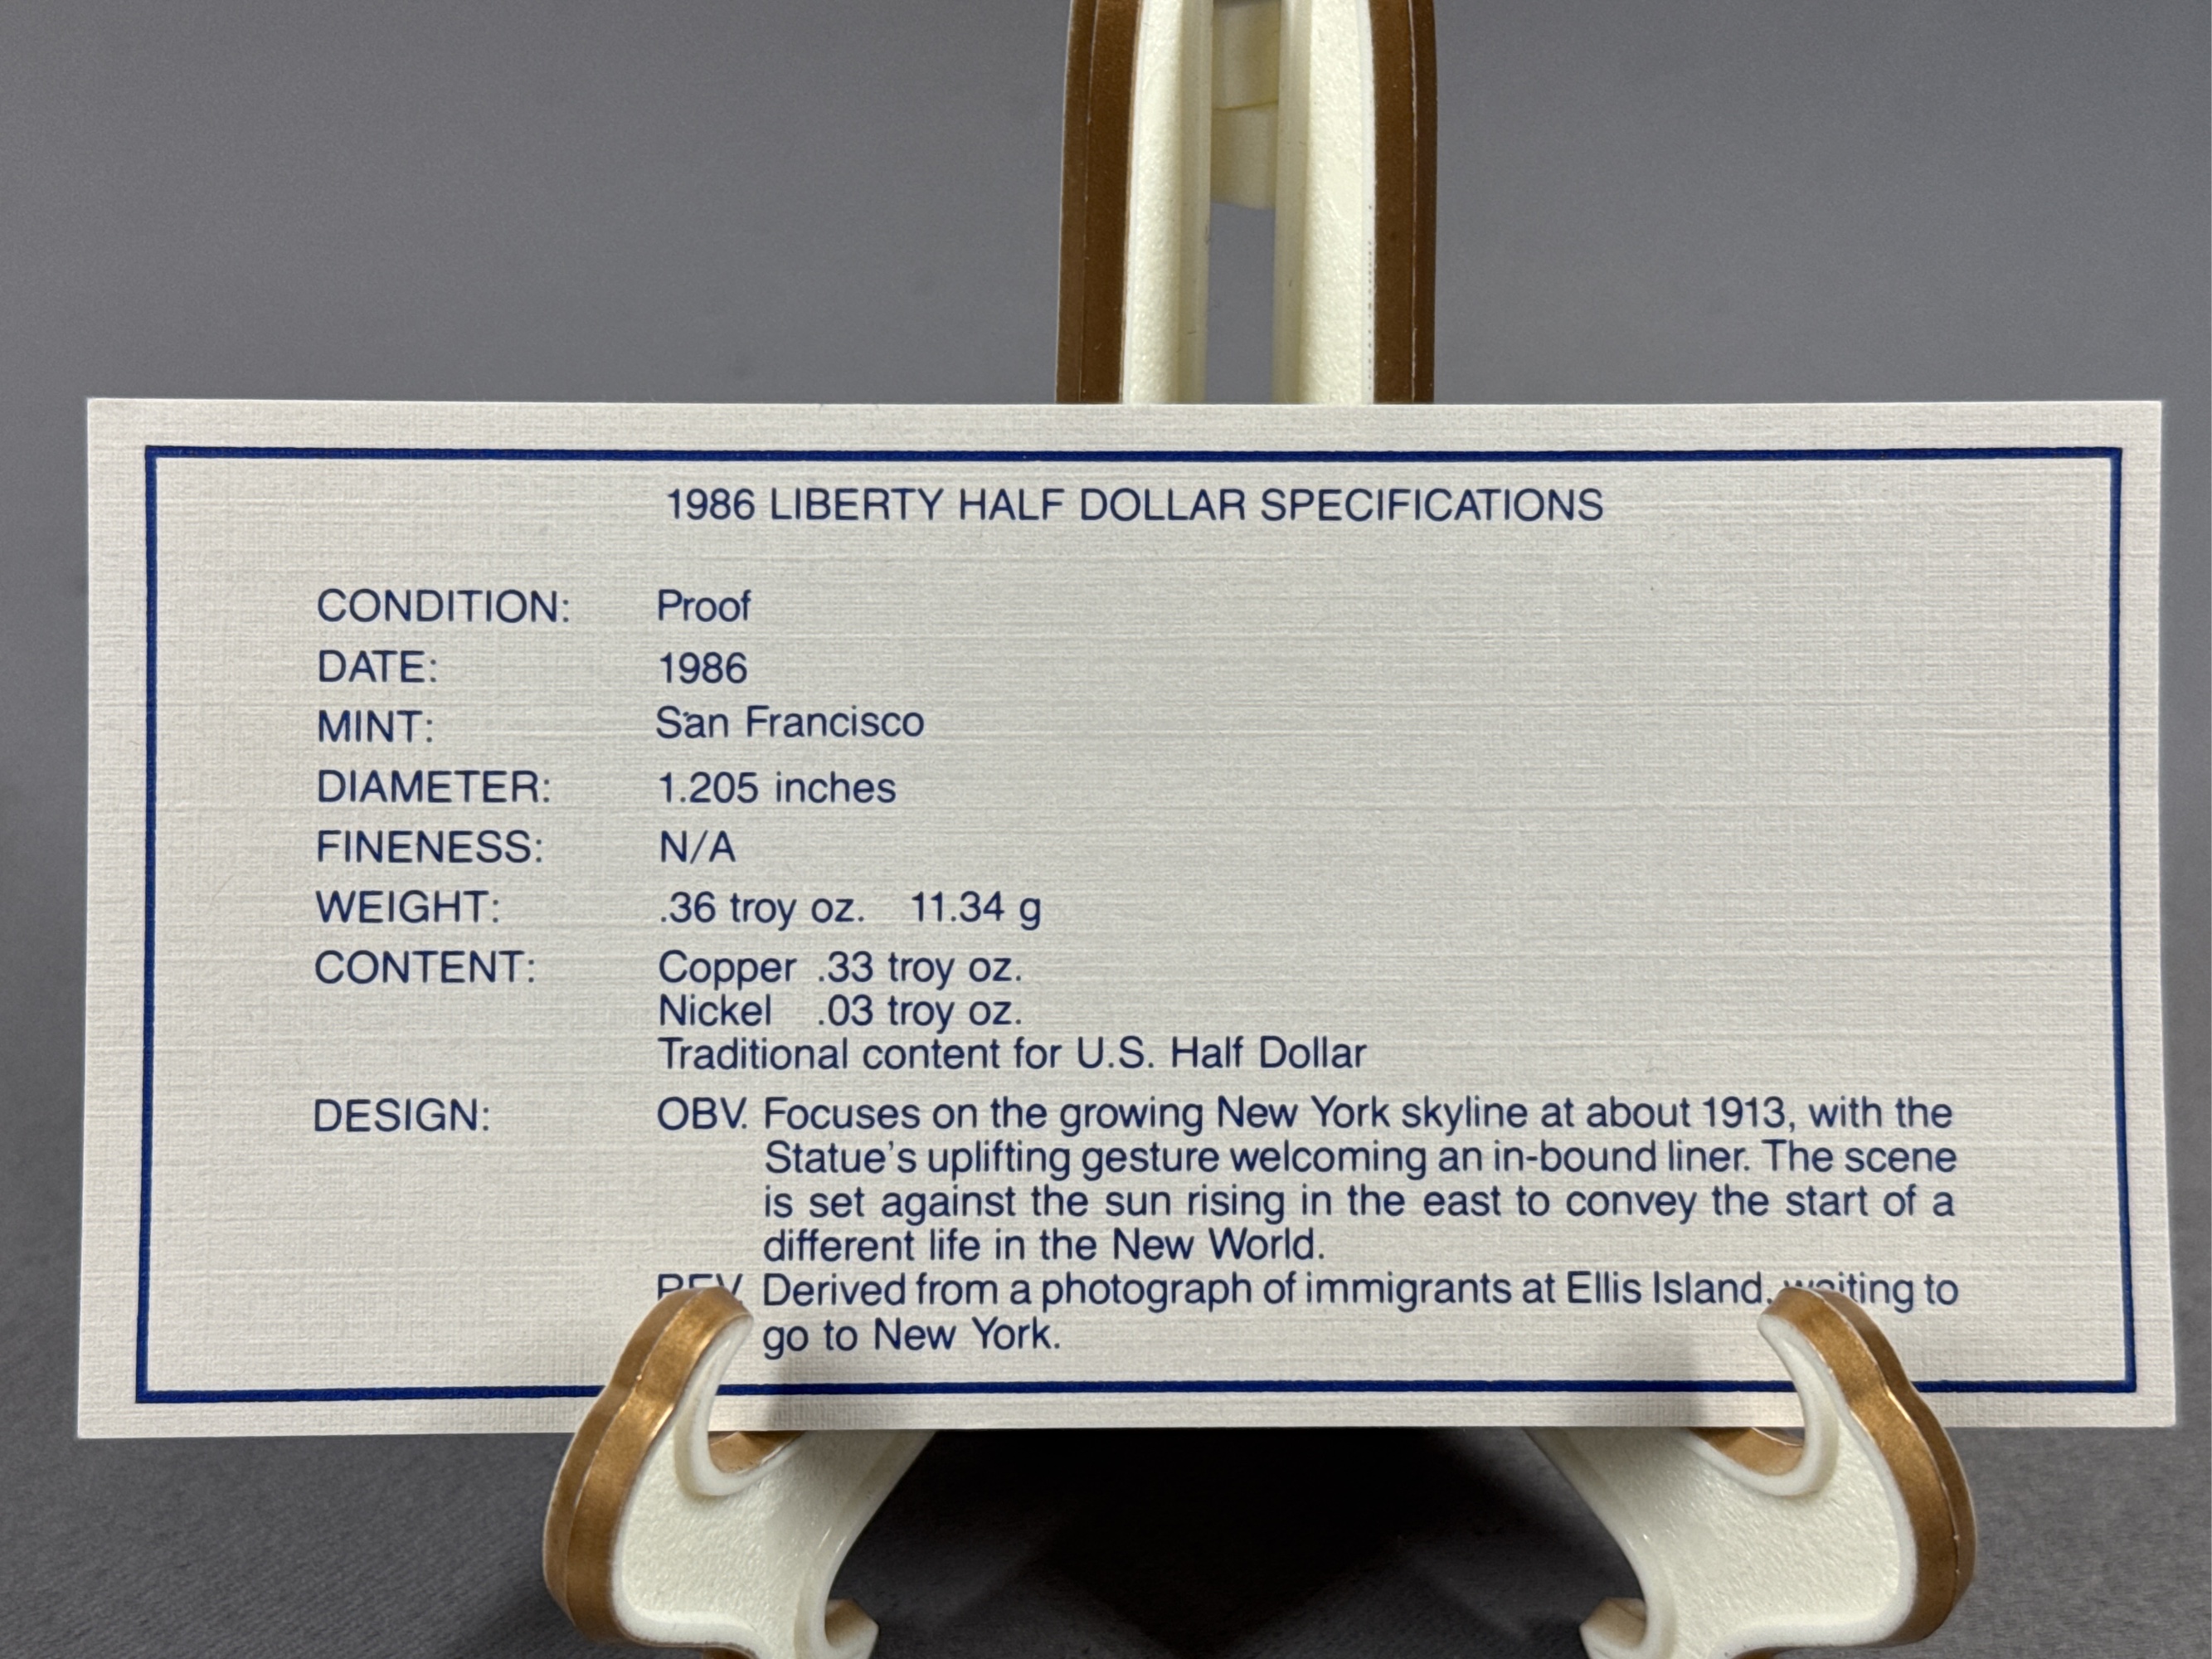 1986 LIBERTY HALF DOLLAR SPECIFICATIONS
CONDITION: Proof
DATE: 1986
MINT: San Francisco
DIAMETER: 1.205 inches
FINENESS: N/A
WEIGHT: .36 troy oz. 11.34 g
CONTENT: Copper .33 troy oz.
Nickel .03 troy oz.
Traditional content for U.S. Half Dollar
DESIGN: OBV. Focuses on the growing New York skyline at about 1913, with the
Statue's uplifting gesture welcoming an in-bound liner. The scene
is set against the sun rising in the east to convey the start of a
different life in the New World.
REV. Derived from a photograph of immigrants at Ellis Island, waiting to
go to New York.